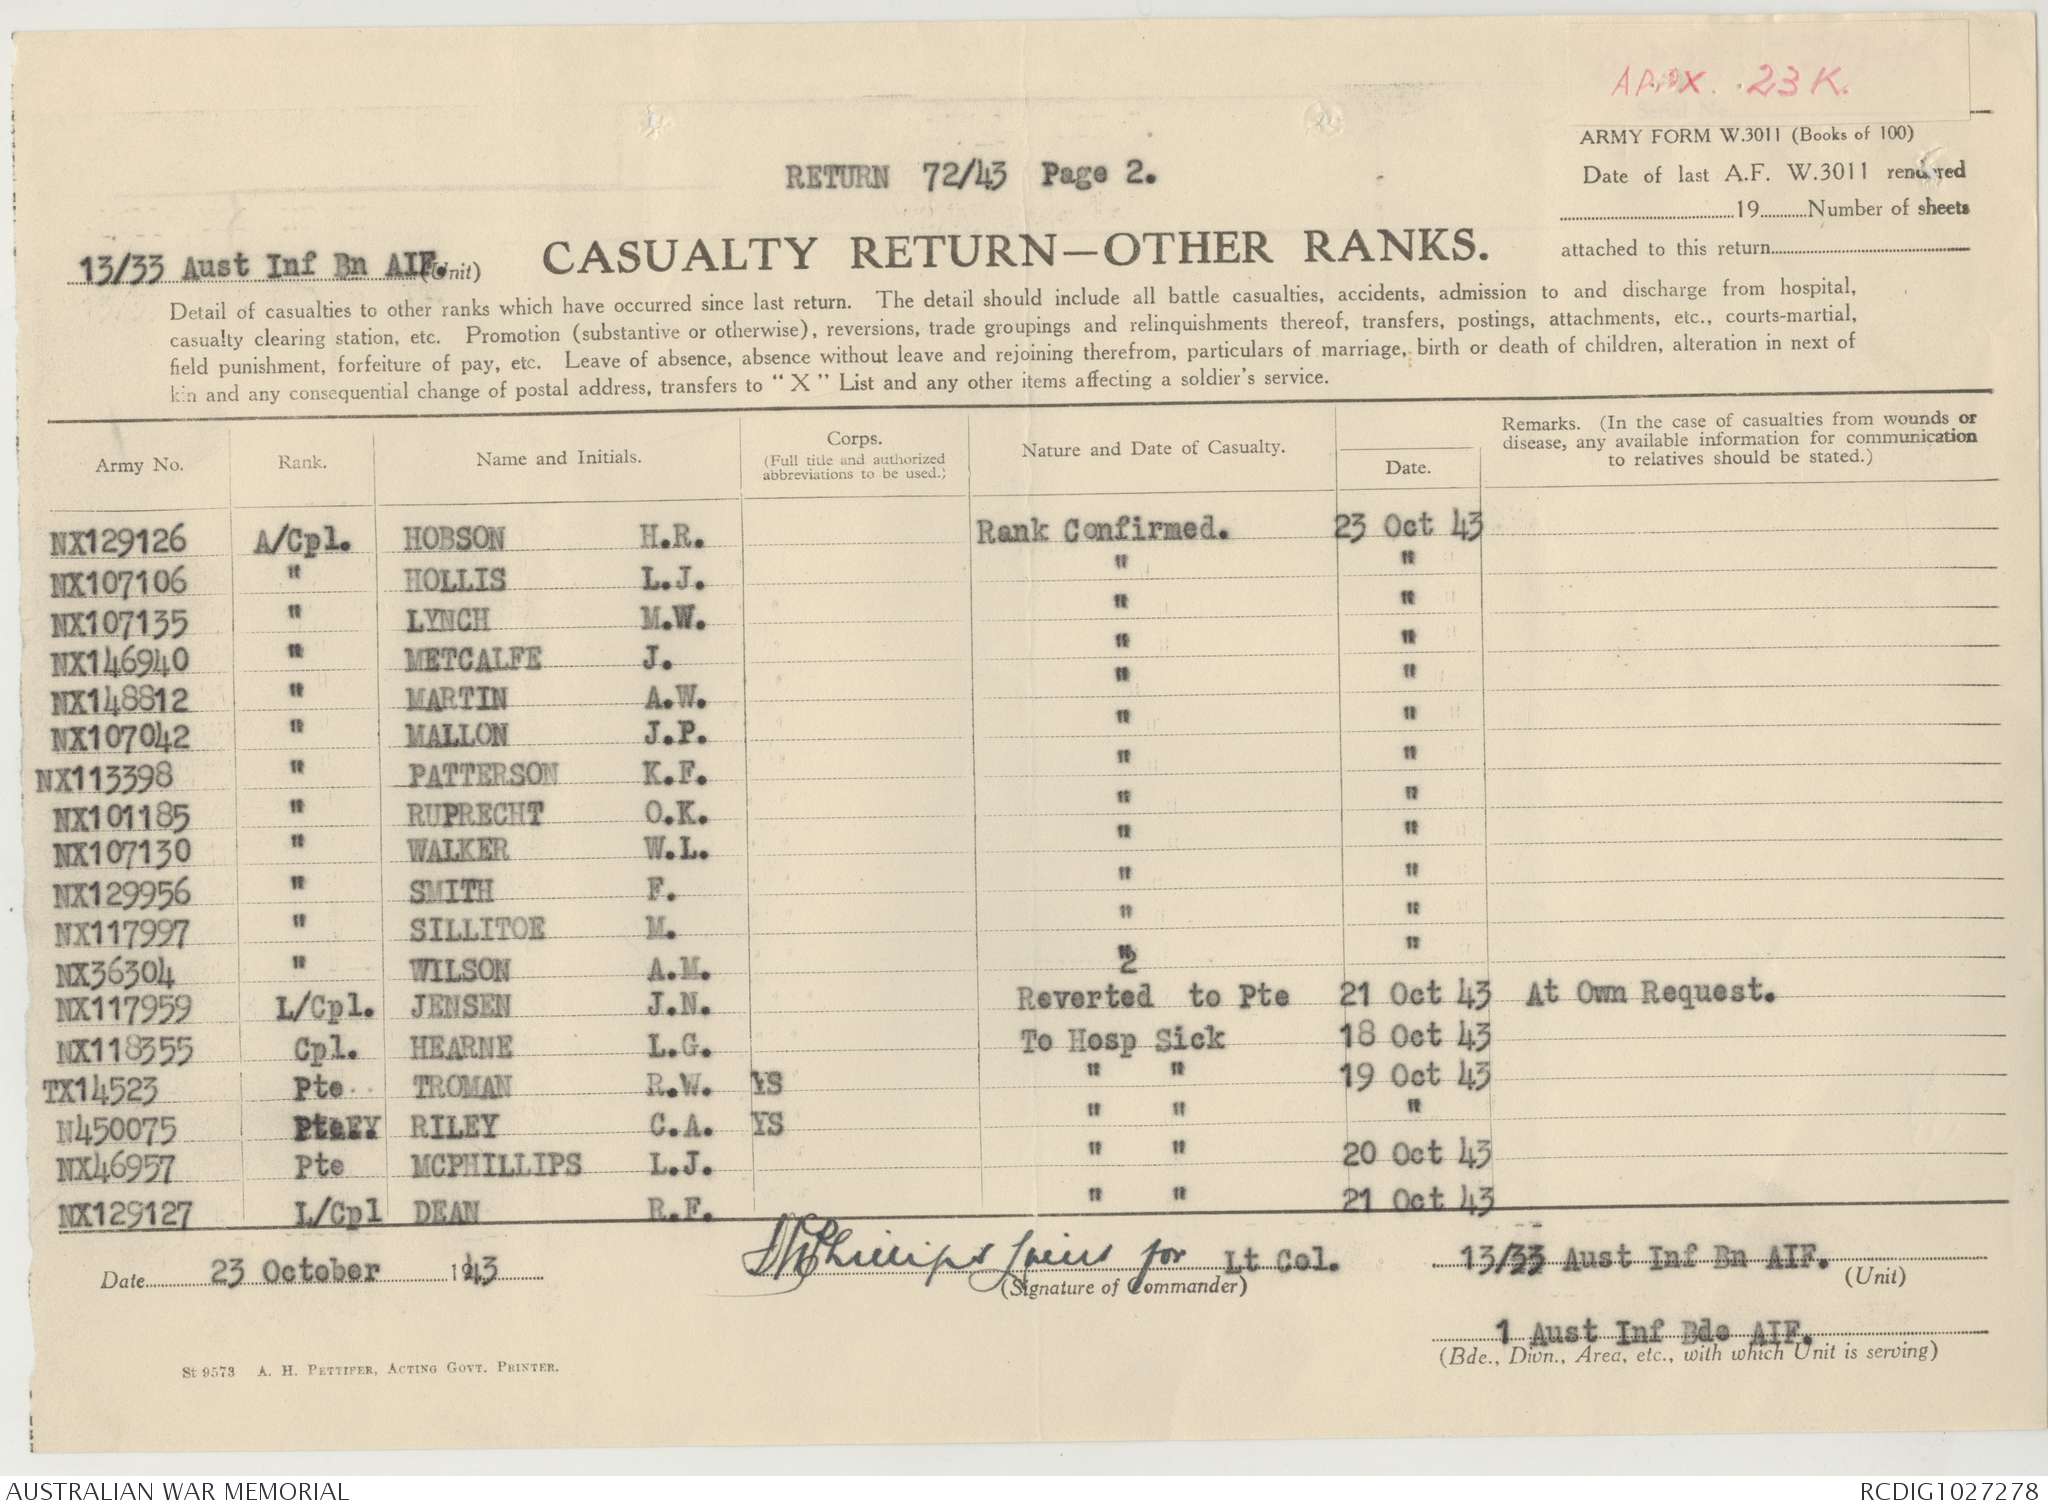 APPX. 23 K.
ARMY FORM W.3011 (Books of 100)
RETURN 72/43 Page 2.
Date of last A.F. W.3011 rendered
19 Number of sheets
attached to this return
13/33 Aust Inf Bn AIF. (Unit)
CASUALTY RETURN—OTHER RANKS.
Detail of casualties to other ranks which have occurred since last return. The detail should include all battle casualties, accidents, admission to and discharge from hospital,
casualty clearing station, etc. Promotion (substantive or otherwise), reversions, trade groupings and relinquishments thereof, transfers, postings, attachments, etc., courts-martial,
field punishment, forfeiture of pay, etc. Leave of absence, absence without leave and rejoining therefrom, particulars of marriage, birth or death of children, alteration in next of
kin and any consequential change of postal address, transfers to "X" List and any other items affecting a soldier's service.
Army No. Rank. Name and Initials. Corps. (Full title and authorized abbreviations to be used.) Nature and Date of Casualty. Date. Remarks. (In the case of casualties from wounds or disease, any available information for communication to relatives should be stated.)
NX129126 A/Cpl. HOBSON H.R. Rank Confirmed. 23 Oct 43
NX107106 " HOLLIS L.J. " "
NX107135 " LYNCH M.W. " "
NX146940 " METCALFE J. " "
NX148812 " MARTIN A.W. " "
NX107042 " MALLON J.P. " "
NX113398 " PATTERSON K.F. " "
NX101185 " RUPRECHT O.K. " "
NX107130 " WALKER W.L. " "
NX129956 " SMITH F. " "
NX117997 " SILLITOE M. " "
NX36304 " WILSON A.M. " 2 "
NX117959 L/Cpl. JENSEN J.N. Reverted to Pte 21 Oct 43 At Own Request.
NX118355 Cpl. HEARNE L.G. To Hosp Sick 18 Oct 43
TX14523 Pte TROMAN R.W. YS " " 19 Oct 43
N450075 Pte RILEY C.A. YS " " "
NX46957 Pte MCPHILLIPS L.J. " " 20 Oct 43
NX129127 L/Cpl DEAN R.F. " " 21 Oct 43
Date 23 October 1943 for Lt Col. 13/33 Aust Inf Bn AIF.
(Signature of Commander) (Unit)
1 Aust Inf Bde AIF.
(Bde., Divn., Area, etc., with which Unit is serving)
St 9573 A. H. PETTIFER, ACTING GOVT. PRINTER.
AUSTRALIAN WAR MEMORIAL RCDIG1027278